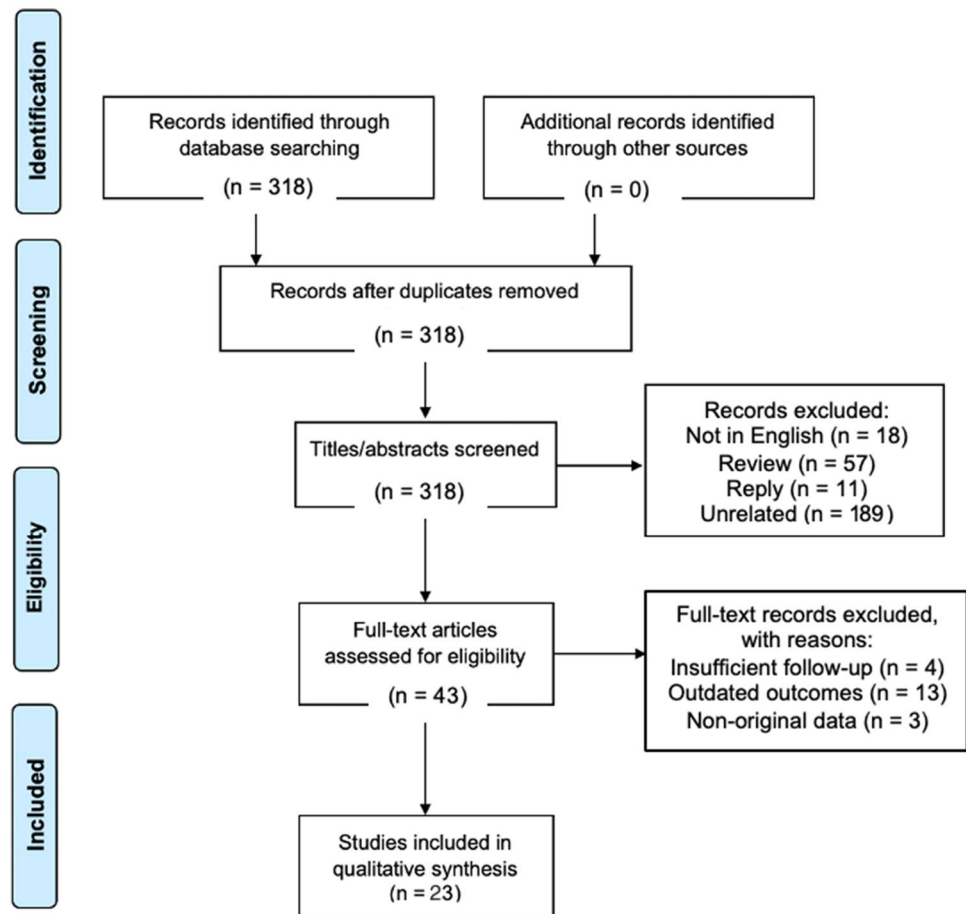 Identification
Records identified through
database searching
(n = 318)
Additional records identified
through other sources
(n = 0)
Screening
Records after duplicates removed
(n = 318)
Titles/abstracts screened
(n = 318)
Records excluded:
Not in English (n = 18)
Review (n = 57)
Reply (n = 11)
Unrelated (n = 189)
Eligibility
Full-text articles
assessed for eligibility
(n = 43)
Full-text records excluded,
with reasons:
Insufficient follow-up (n = 4)
Outdated outcomes (n = 13)
Non-original data (n = 3)
Included
Studies included in
qualitative synthesis
(n = 23)